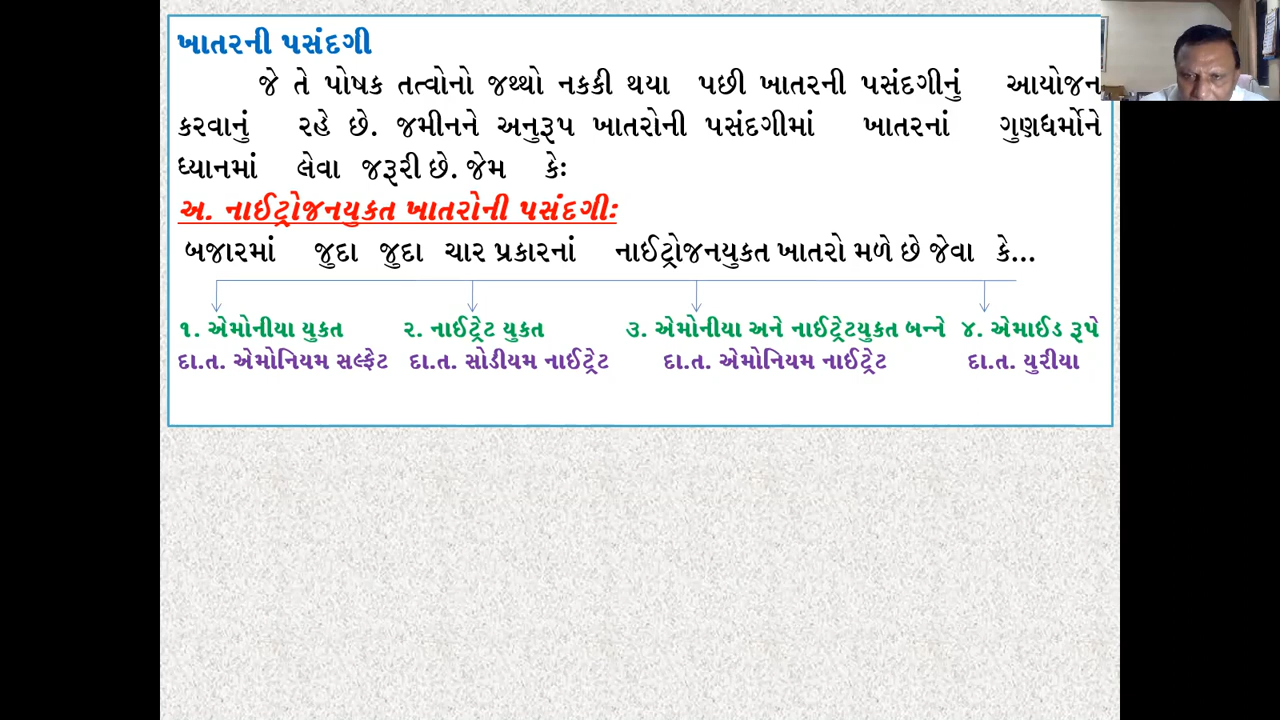 ખાતરની પસંદગી
જે તે પોષક તત્વોનો જથ્થો નકકી થયા પછી ખાતરની પસંદગીનું આયોજન
કરવાનું રહે છે. જમીનને અનુરૂપ ખાતરોની પસંદગીમાં ખાતરનાં ગુણધર્મોને
ધ્યાનમાં લેવા જરૂરી છે. જેમ કેઃ
અ. નાઈટ્રોજનયુકત ખાતરોની પસંદગીઃ
બજારમાં જુદા જુદા ચાર પ્રકારનાં નાઈટ્રોજનયુકત ખાતરો મળે છે જેવા કે...
૧. એમોનીયા યુકત ૨. નાઈટ્રેટ યુકત ૩. એમોનીયા અને નાઈટ્રેટયુકત બન્ને ૪. એમાઈડ રૂપે
દા.ત. એમોનિયમ સલ્ફેટ દા.ત. સોડીયમ નાઈટ્રેટ દા.ત. એમોનિયમ નાઈટ્રેટ દા.ત. યુરીયા